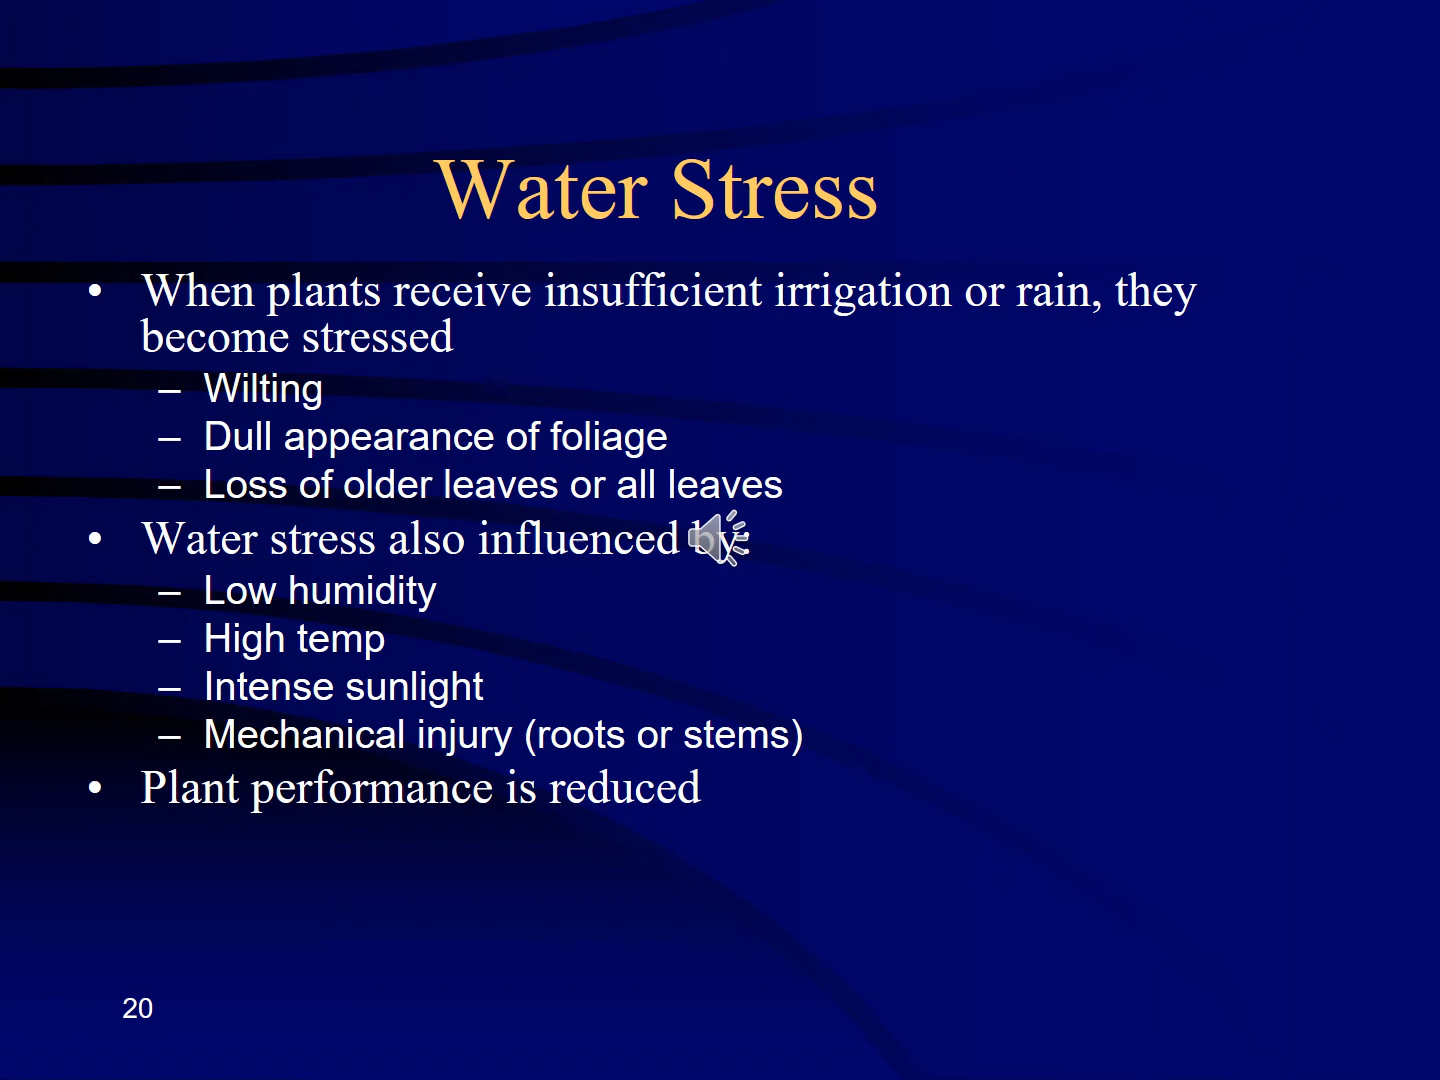 Water Stress
• When plants receive insufficient irrigation or rain, they
become stressed
– Wilting
– Dull appearance of foliage
– Loss of older leaves or all leaves
• Water stress also influenced by:
– Low humidity
– High temp
– Intense sunlight
– Mechanical injury (roots or stems)
• Plant performance is reduced
20